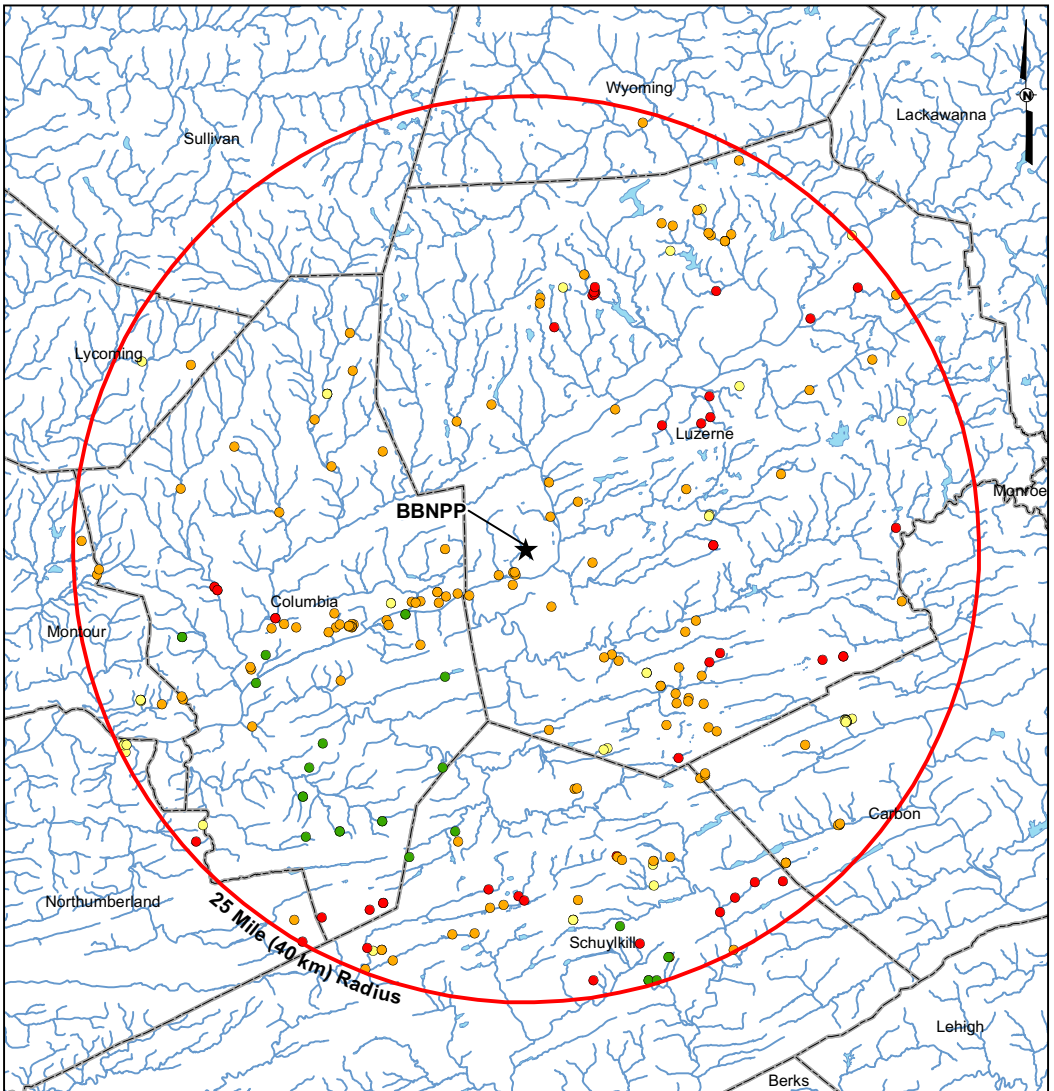 Wyoming
N
Lackawanna
Sullivan
Lycoming
Luzerne
Monroe
BBNPP
Columbia
Montour
Carbon
Northumberland
25 Mile (40 km) Radius
Schuylkill
Lehigh
Berks